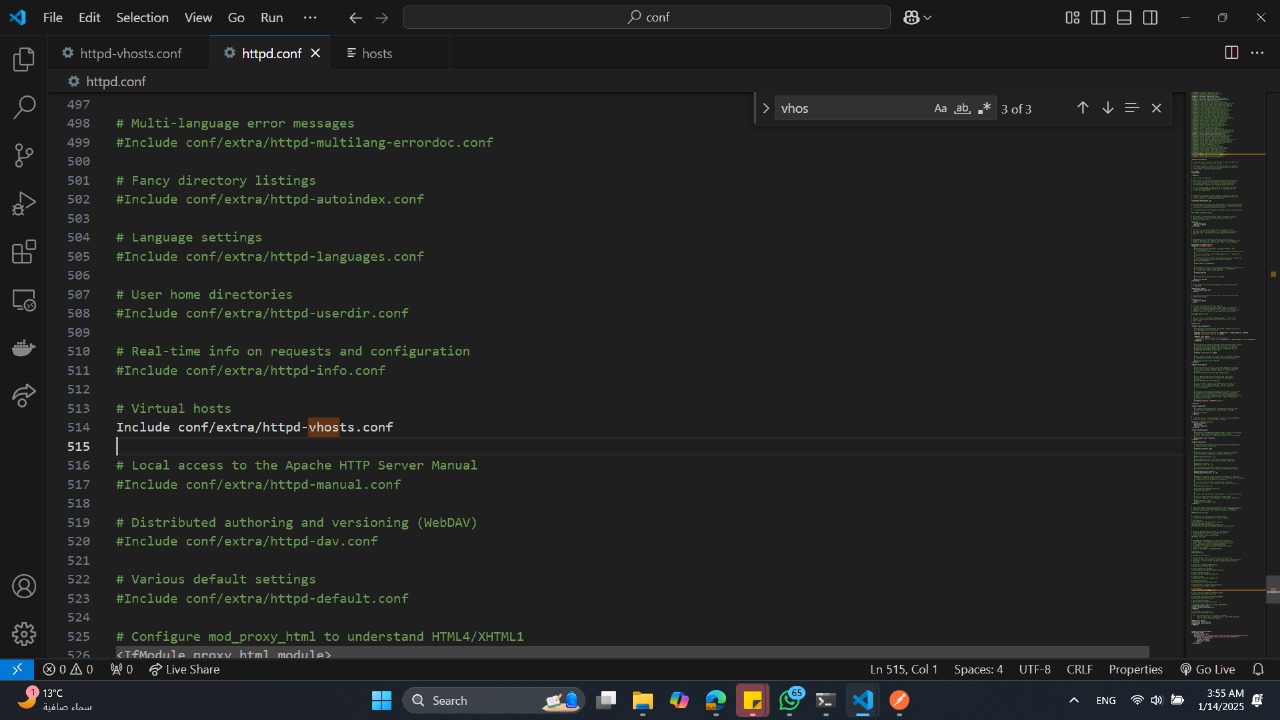 File Edit Selection View Go Run ··· conf
httpd-vhosts.conf httpd.conf hosts
httpd.conf
vhos Aa ab 3 of 3
497
498 # Multi-language error messages
499 #Include conf/extra/httpd-multilang-errordoc.conf
500
501 # Fancy directory listings
502 #Include conf/extra/httpd-autoindex.conf
503
504 # Language settings
505 #Include conf/extra/httpd-languages.conf
506
507 # User home directories
508 #Include conf/extra/httpd-userdir.conf
509
510 # Real-time info on requests and configuration
511 #Include conf/extra/httpd-info.conf
512
513 # Virtual hosts
514 Include conf/extra/httpd-vhosts.conf
515
516 # Local access to the Apache HTTP Server Manual
517 #Include conf/extra/httpd-manual.conf
518
519 # Distributed authoring and versioning (WebDAV)
520 #Include conf/extra/httpd-dav.conf
521
522 # Various default settings
523 #Include conf/extra/httpd-default.conf
524
525 # Configure mod_proxy_html to understand HTML4/XHTML1
526 <IfModule proxy_html_module>
0 0 0 Live Share Ln 515, Col 1 Spaces: 4 UTF-8 CRLF Properties Go Live
1 13°C
سماء صافية
Search 65 ENG 3:55 AM
1/14/2025